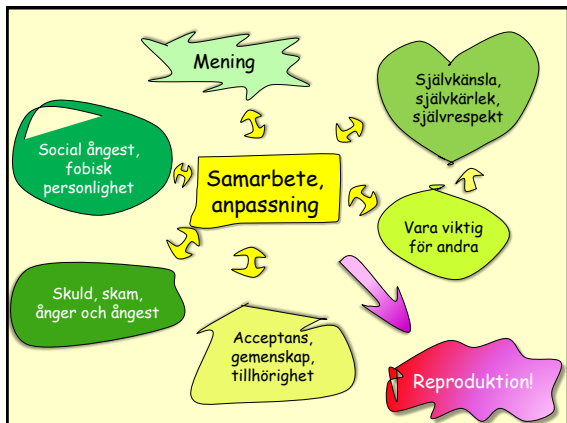 Mening
Självkänsla,
självkärlek,
självrespekt
Social ångest,
fobisk
personlighet
Samarbete,
anpassning
Vara viktig
för andra
Skuld, skam,
ånger och ångest
Acceptans,
gemenskap,
tillhörighet
Reproduktion!